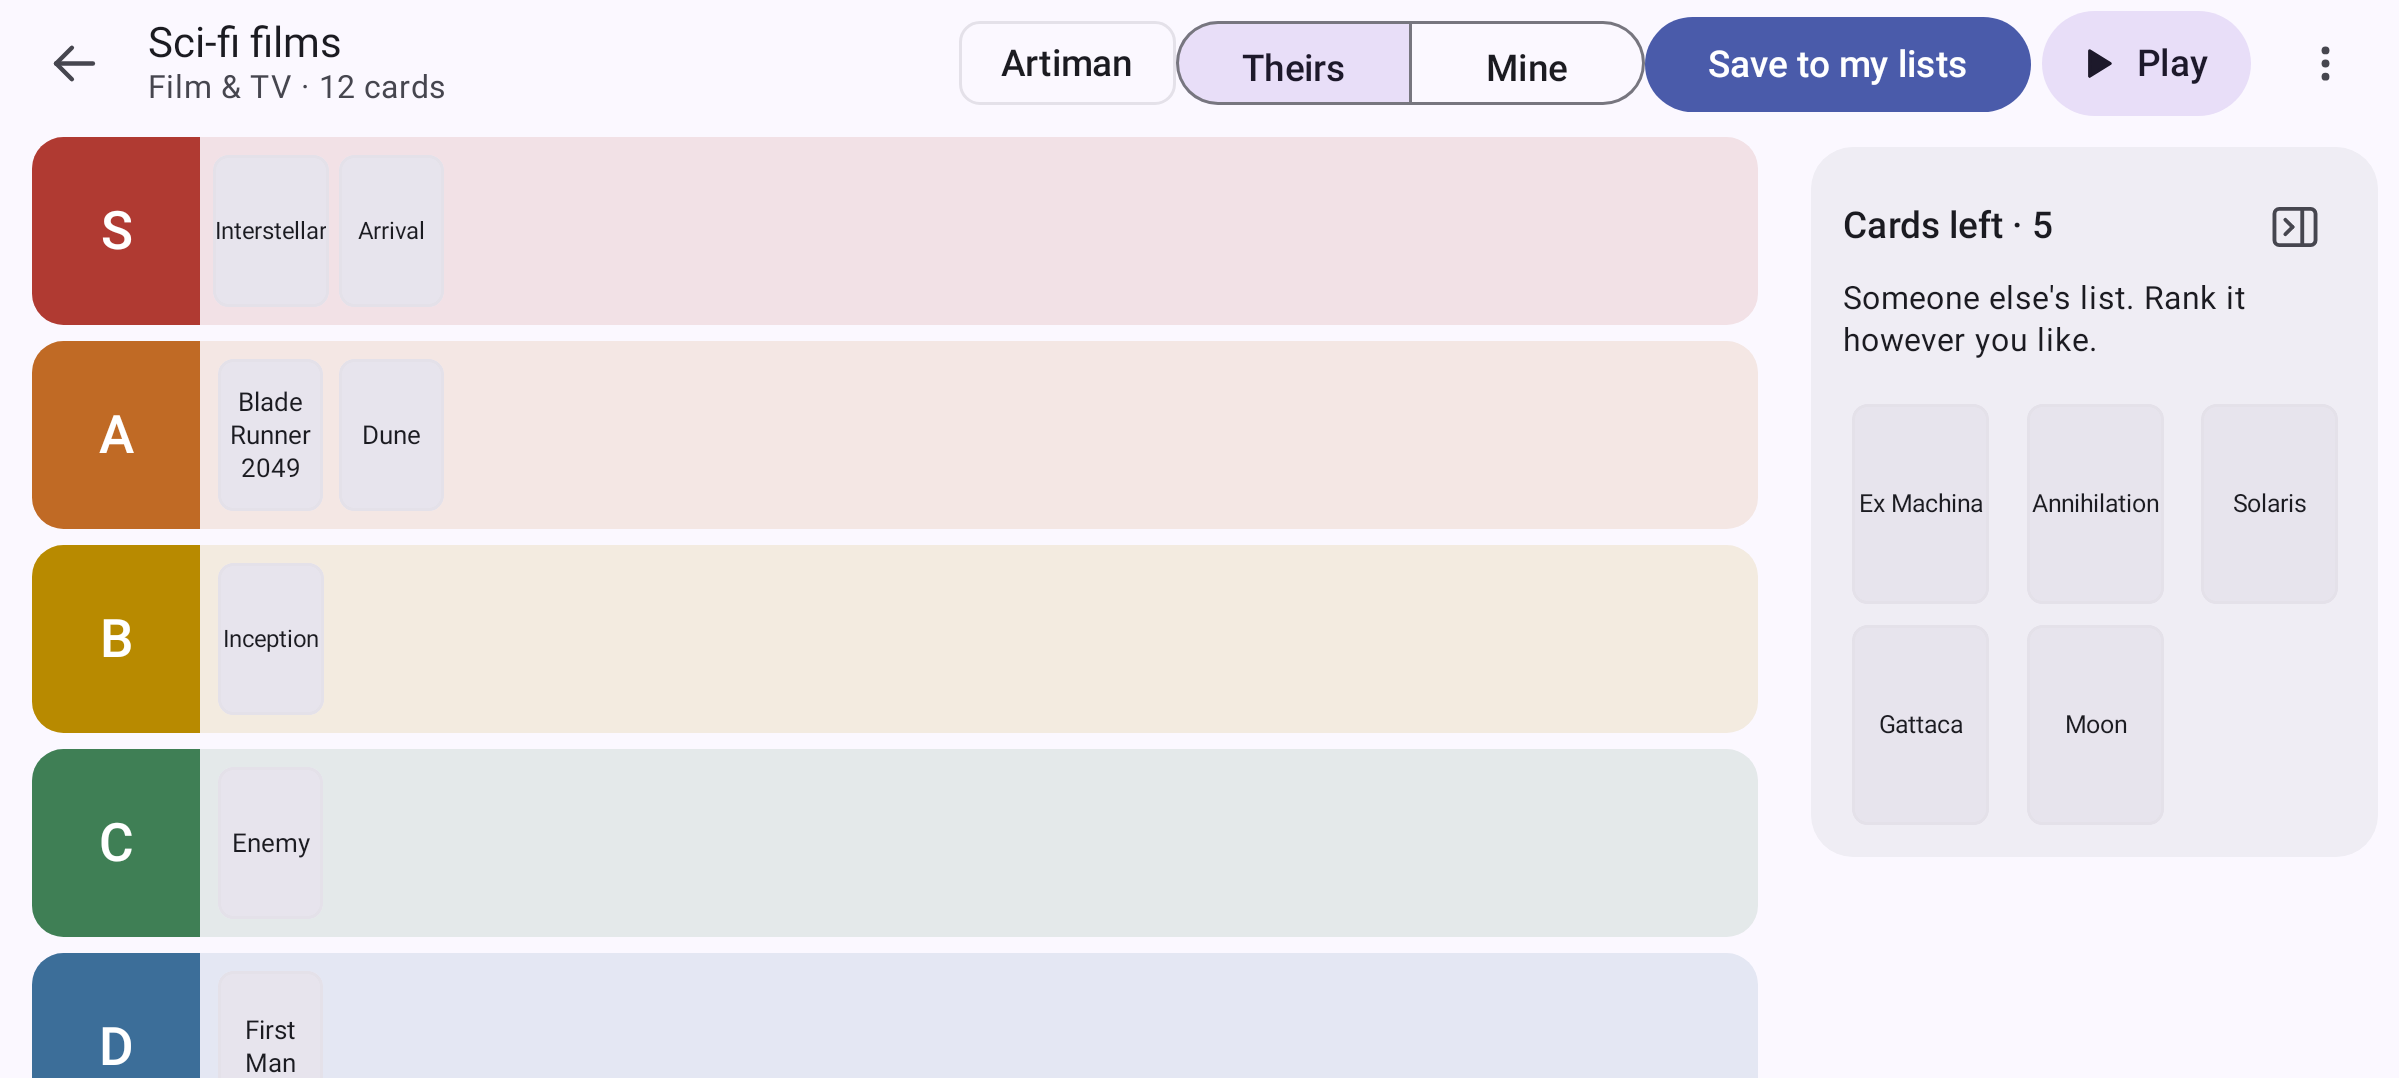 Sci-fi films
Film & TV · 12 cards
Artiman
Theirs
Mine
Save to my lists
Play
S
Interstellar
Arrival
A
Blade
Runner
2049
Dune
B
Inception
C
Enemy
D
First
Man
Cards left · 5
Someone else's list. Rank it
however you like.
Ex Machina
Annihilation
Solaris
Gattaca
Moon